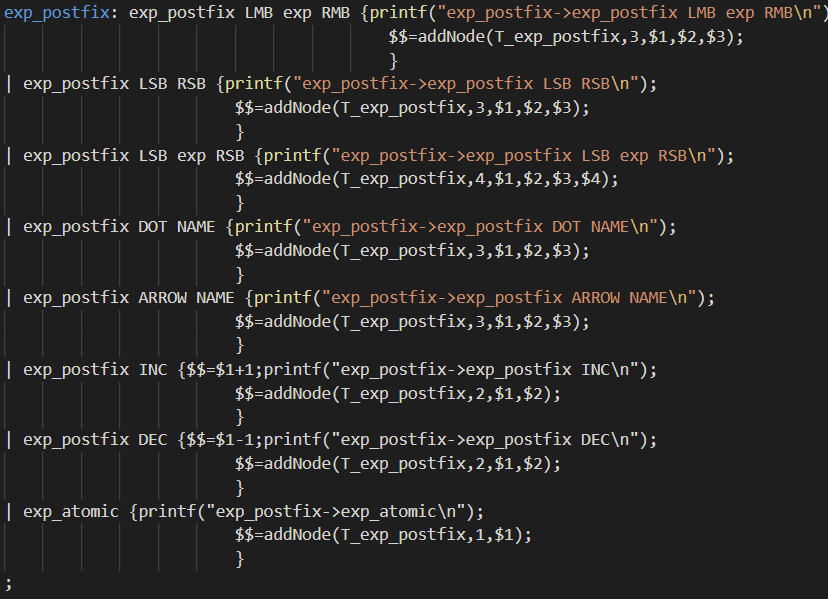 exp_postfix: exp_postfix LMB exp RMB {printf("exp_postfix->exp_postfix LMB exp RMB\n")
$$=addNode(T_exp_postfix,3,$1,$2,$3);
}
| exp_postfix LSB RSB {printf("exp_postfix->exp_postfix LSB RSB\n");
$$=addNode(T_exp_postfix,3,$1,$2,$3);
}
| exp_postfix LSB exp RSB {printf("exp_postfix->exp_postfix LSB exp RSB\n");
$$=addNode(T_exp_postfix,4,$1,$2,$3,$4);
}
| exp_postfix DOT NAME {printf("exp_postfix->exp_postfix DOT NAME\n");
$$=addNode(T_exp_postfix,3,$1,$2,$3);
}
| exp_postfix ARROW NAME {printf("exp_postfix->exp_postfix ARROW NAME\n");
$$=addNode(T_exp_postfix,3,$1,$2,$3);
}
| exp_postfix INC {$$=$1+1;printf("exp_postfix->exp_postfix INC\n");
$$=addNode(T_exp_postfix,2,$1,$2);
}
| exp_postfix DEC {$$=$1-1;printf("exp_postfix->exp_postfix DEC\n");
$$=addNode(T_exp_postfix,2,$1,$2);
}
| exp_atomic {printf("exp_postfix->exp_atomic\n");
$$=addNode(T_exp_postfix,1,$1);
}
;